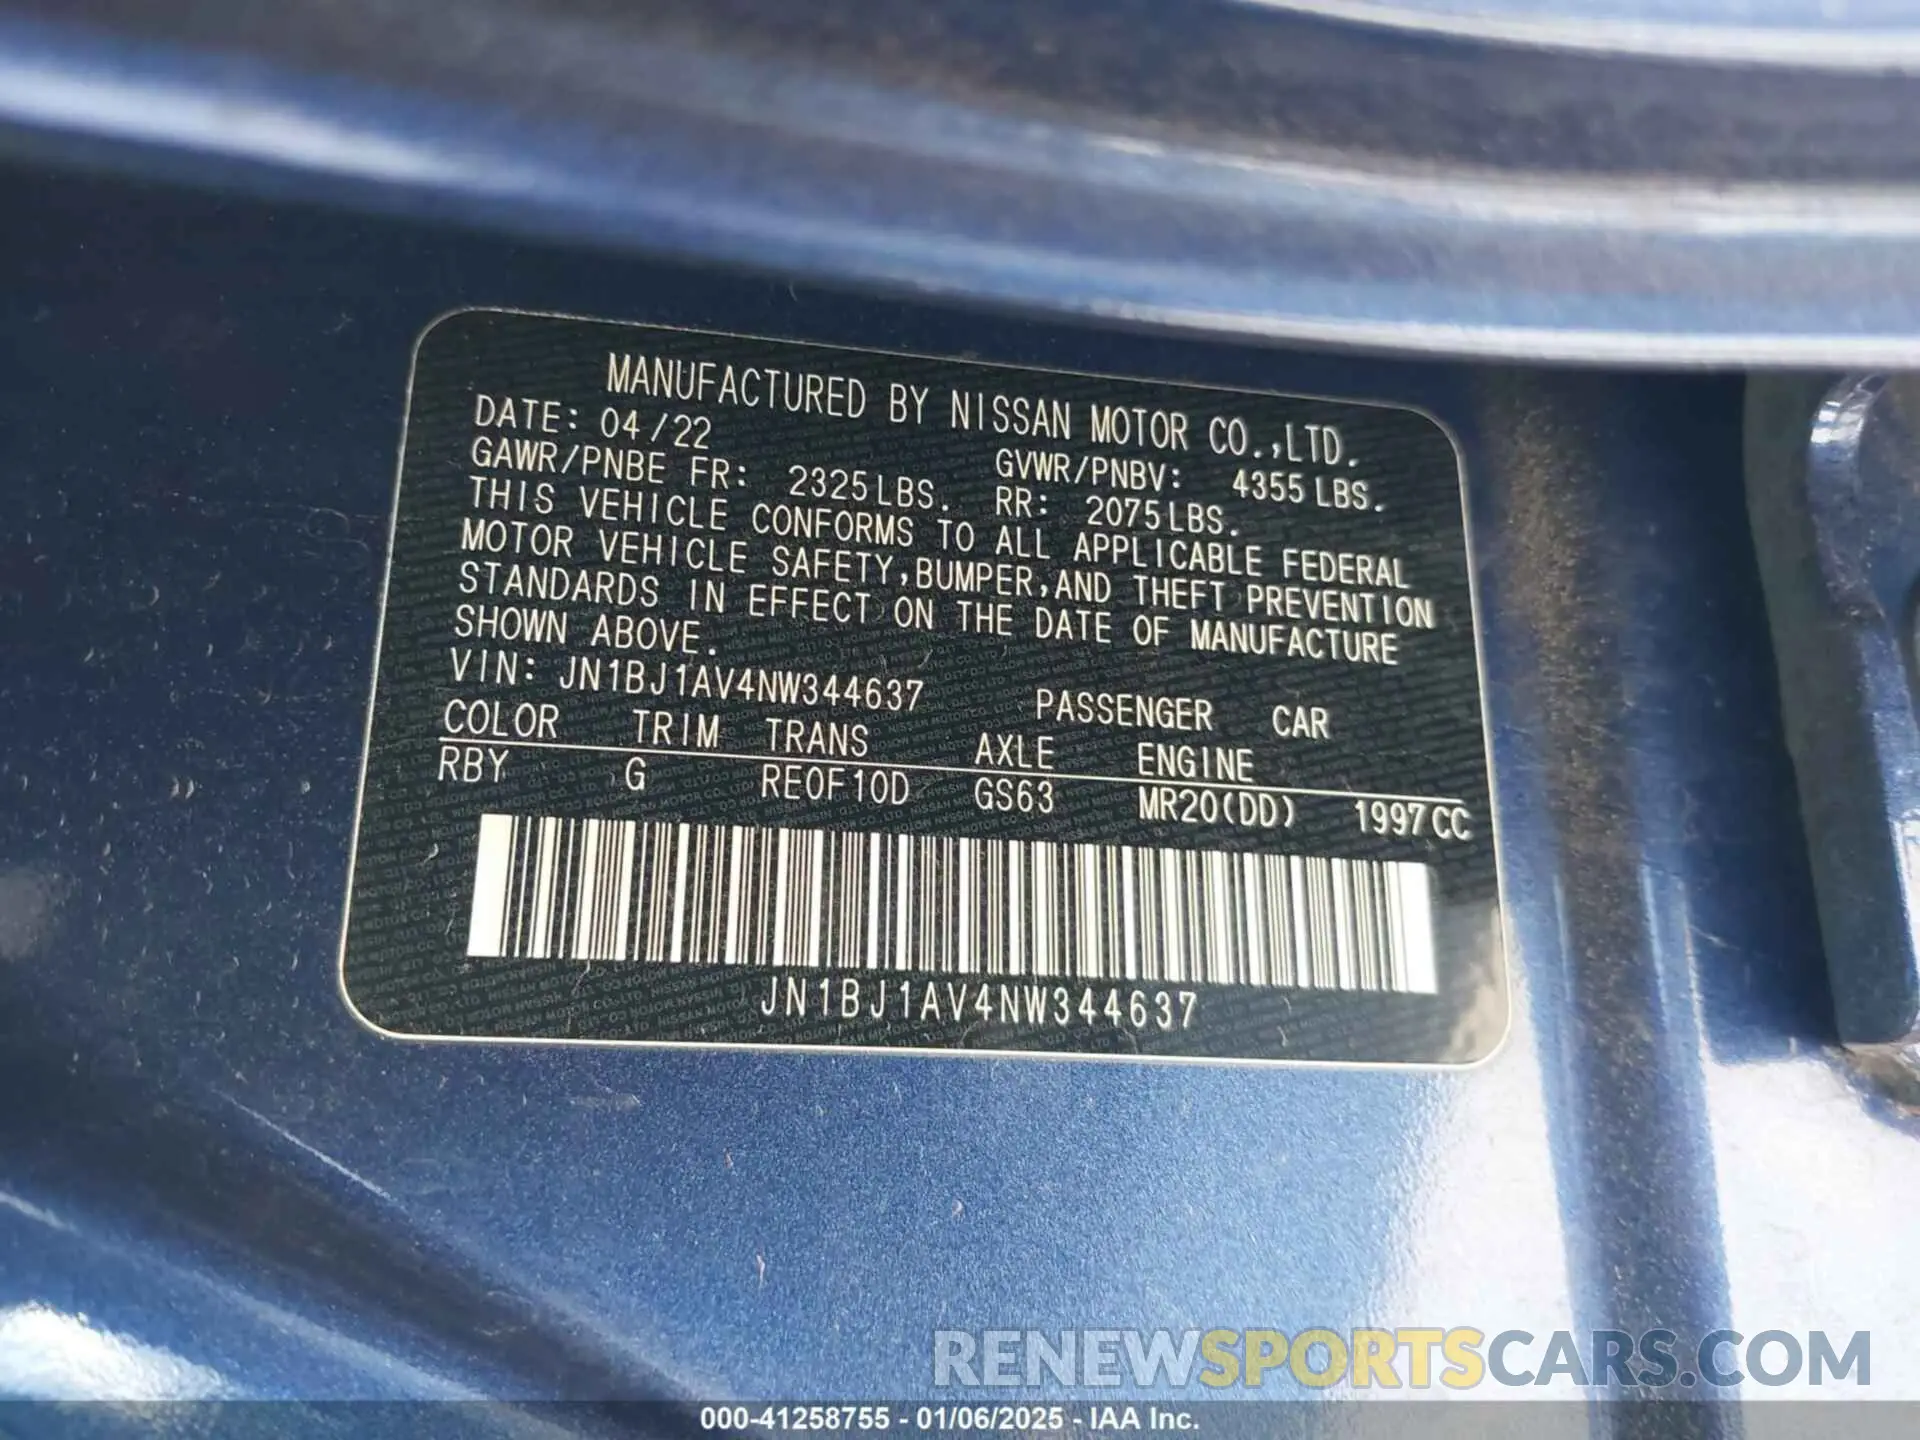 MANUFACTURED BY NISSAN MOTOR CO.,LTD.
DATE: 04/22 GVWR/PNBV: 4355 LBS.
GAWR/PNBE FR: 2325 LBS. RR: 2075 LBS.
THIS VEHICLE CONFORMS TO ALL APPLICABLE FEDERAL
MOTOR VEHICLE SAFETY,BUMPER,AND THEFT PREVENTION
STANDARDS IN EFFECT ON THE DATE OF MANUFACTURE
SHOWN ABOVE.
VIN: JN1BJ1AV4NW344637 PASSENGER CAR
COLOR TRIM TRANS AXLE ENGINE
RBY G RE0F10D GS63 MR20(DD) 1997CC
JN1BJ1AV4NW344637
RENEWSPORTSCARS.COM
000-41258755 - 01/06/2025 - IAA Inc.